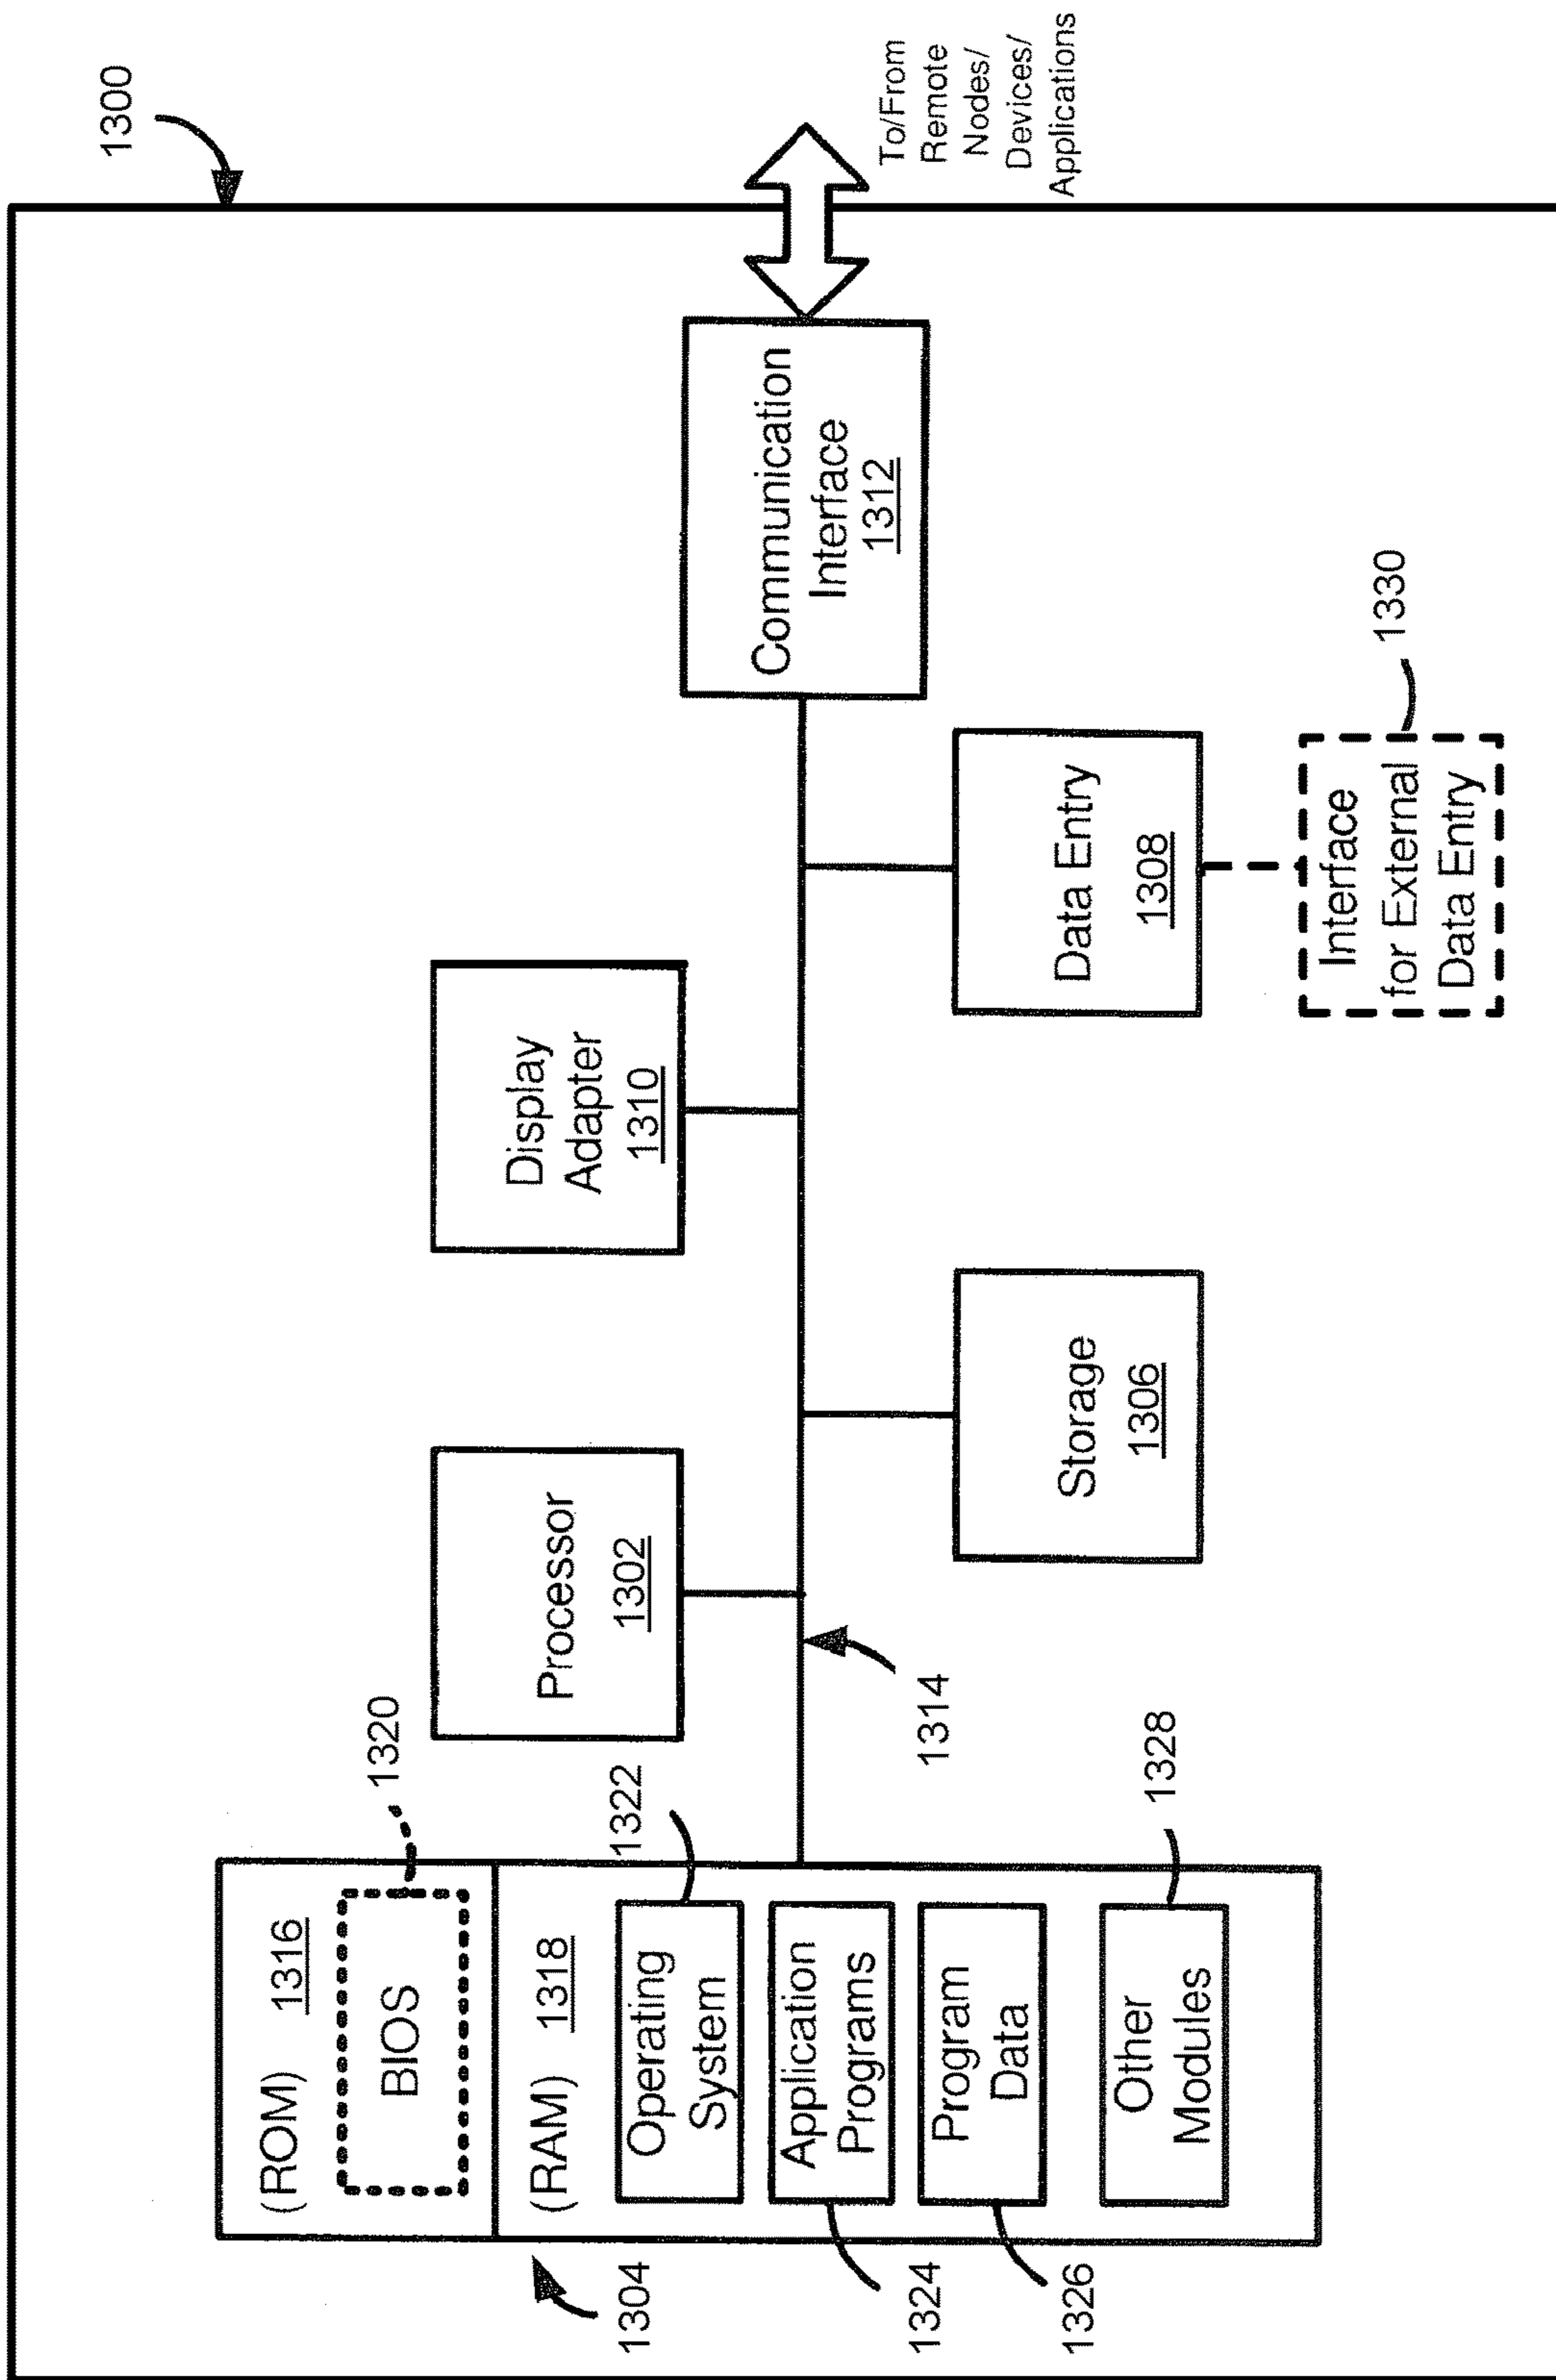 1300
(ROM) 1316
BIOS
1320
(RAM) 1318
Operating
System
1322
Application
Programs
1324
Program
Data
1326
Other
Modules
1328
1304
Processor
1302
1314
Display
Adapter
1310
Storage
1306
Data Entry
1308
Interface
for External
Data Entry
1330
Communication
Interface
1312
To/From
Remote
Nodes/
Devices/
Applications